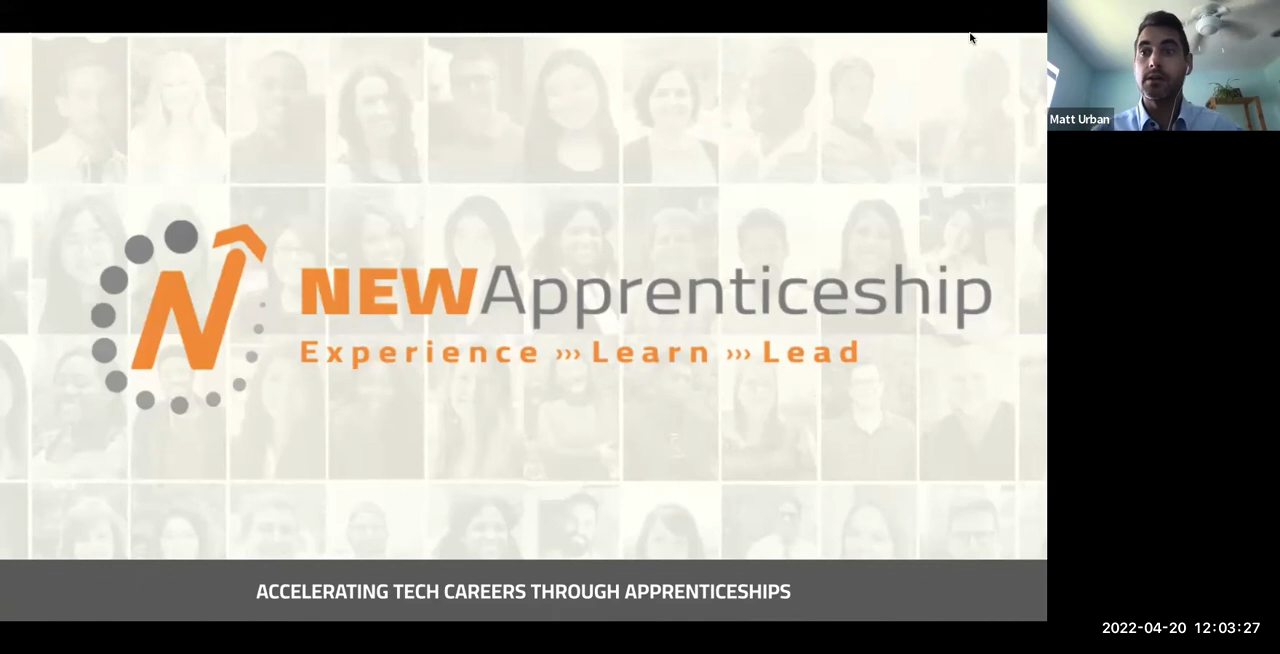 Matt Urban
NEWApprenticeship
Experience ››› Learn ››› Lead
ACCELERATING TECH CAREERS THROUGH APPRENTICESHIPS
2022-04-20 12:03:27